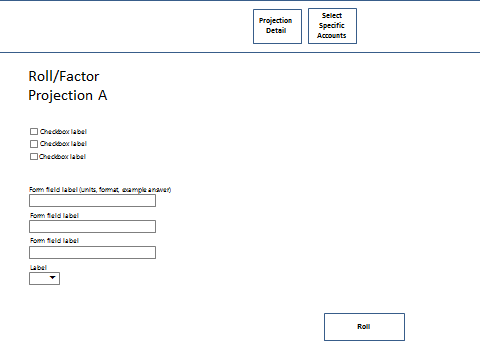 Projection
Detail
Select
Specific
Accounts
Roll/Factor
Projection A
Checkbox label
Checkbox label
Checkbox label
Form field label (units, format, example answer)
Form field label
Form field label
Label
Roll